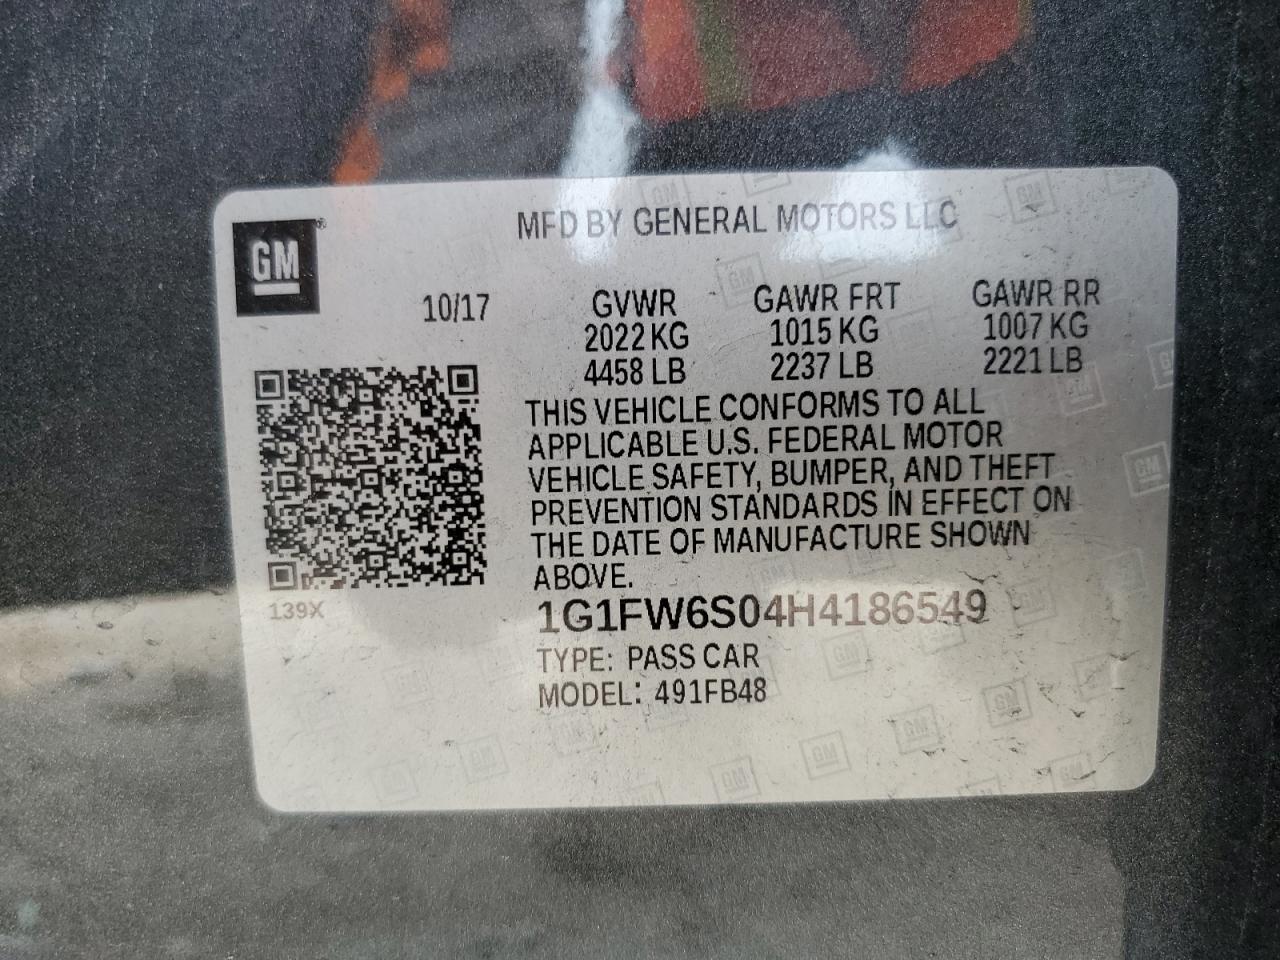 MFD BY GENERAL MOTORS LLC
GM®
10/17
GVWR GAWR FRT GAWR RR
2022 KG 1015 KG 1007 KG
4458 LB 2237 LB 2221 LB
THIS VEHICLE CONFORMS TO ALL
APPLICABLE U.S. FEDERAL MOTOR
VEHICLE SAFETY, BUMPER, AND THEFT
PREVENTION STANDARDS IN EFFECT ON
THE DATE OF MANUFACTURE SHOWN
ABOVE.
139X
1G1FW6S04H4186549
TYPE: PASS CAR
MODEL: 491FB48